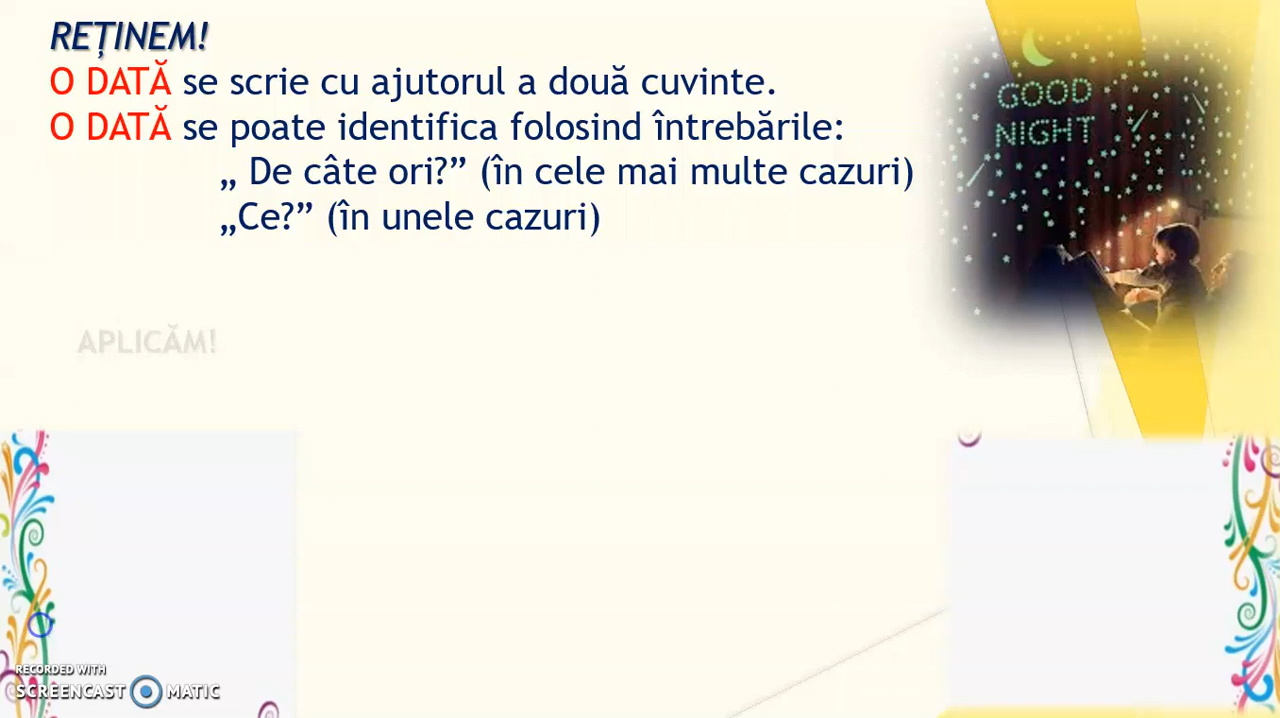 REȚINEM!
O DATĂ se scrie cu ajutorul a două cuvinte.
O DATĂ se poate identifica folosind întrebările:
„ De câte ori?” (în cele mai multe cazuri)
„Ce?” (în unele cazuri)
GOOD
NIGHT
APLICĂM!
RECORDED WITH
SCREENCAST MATIC